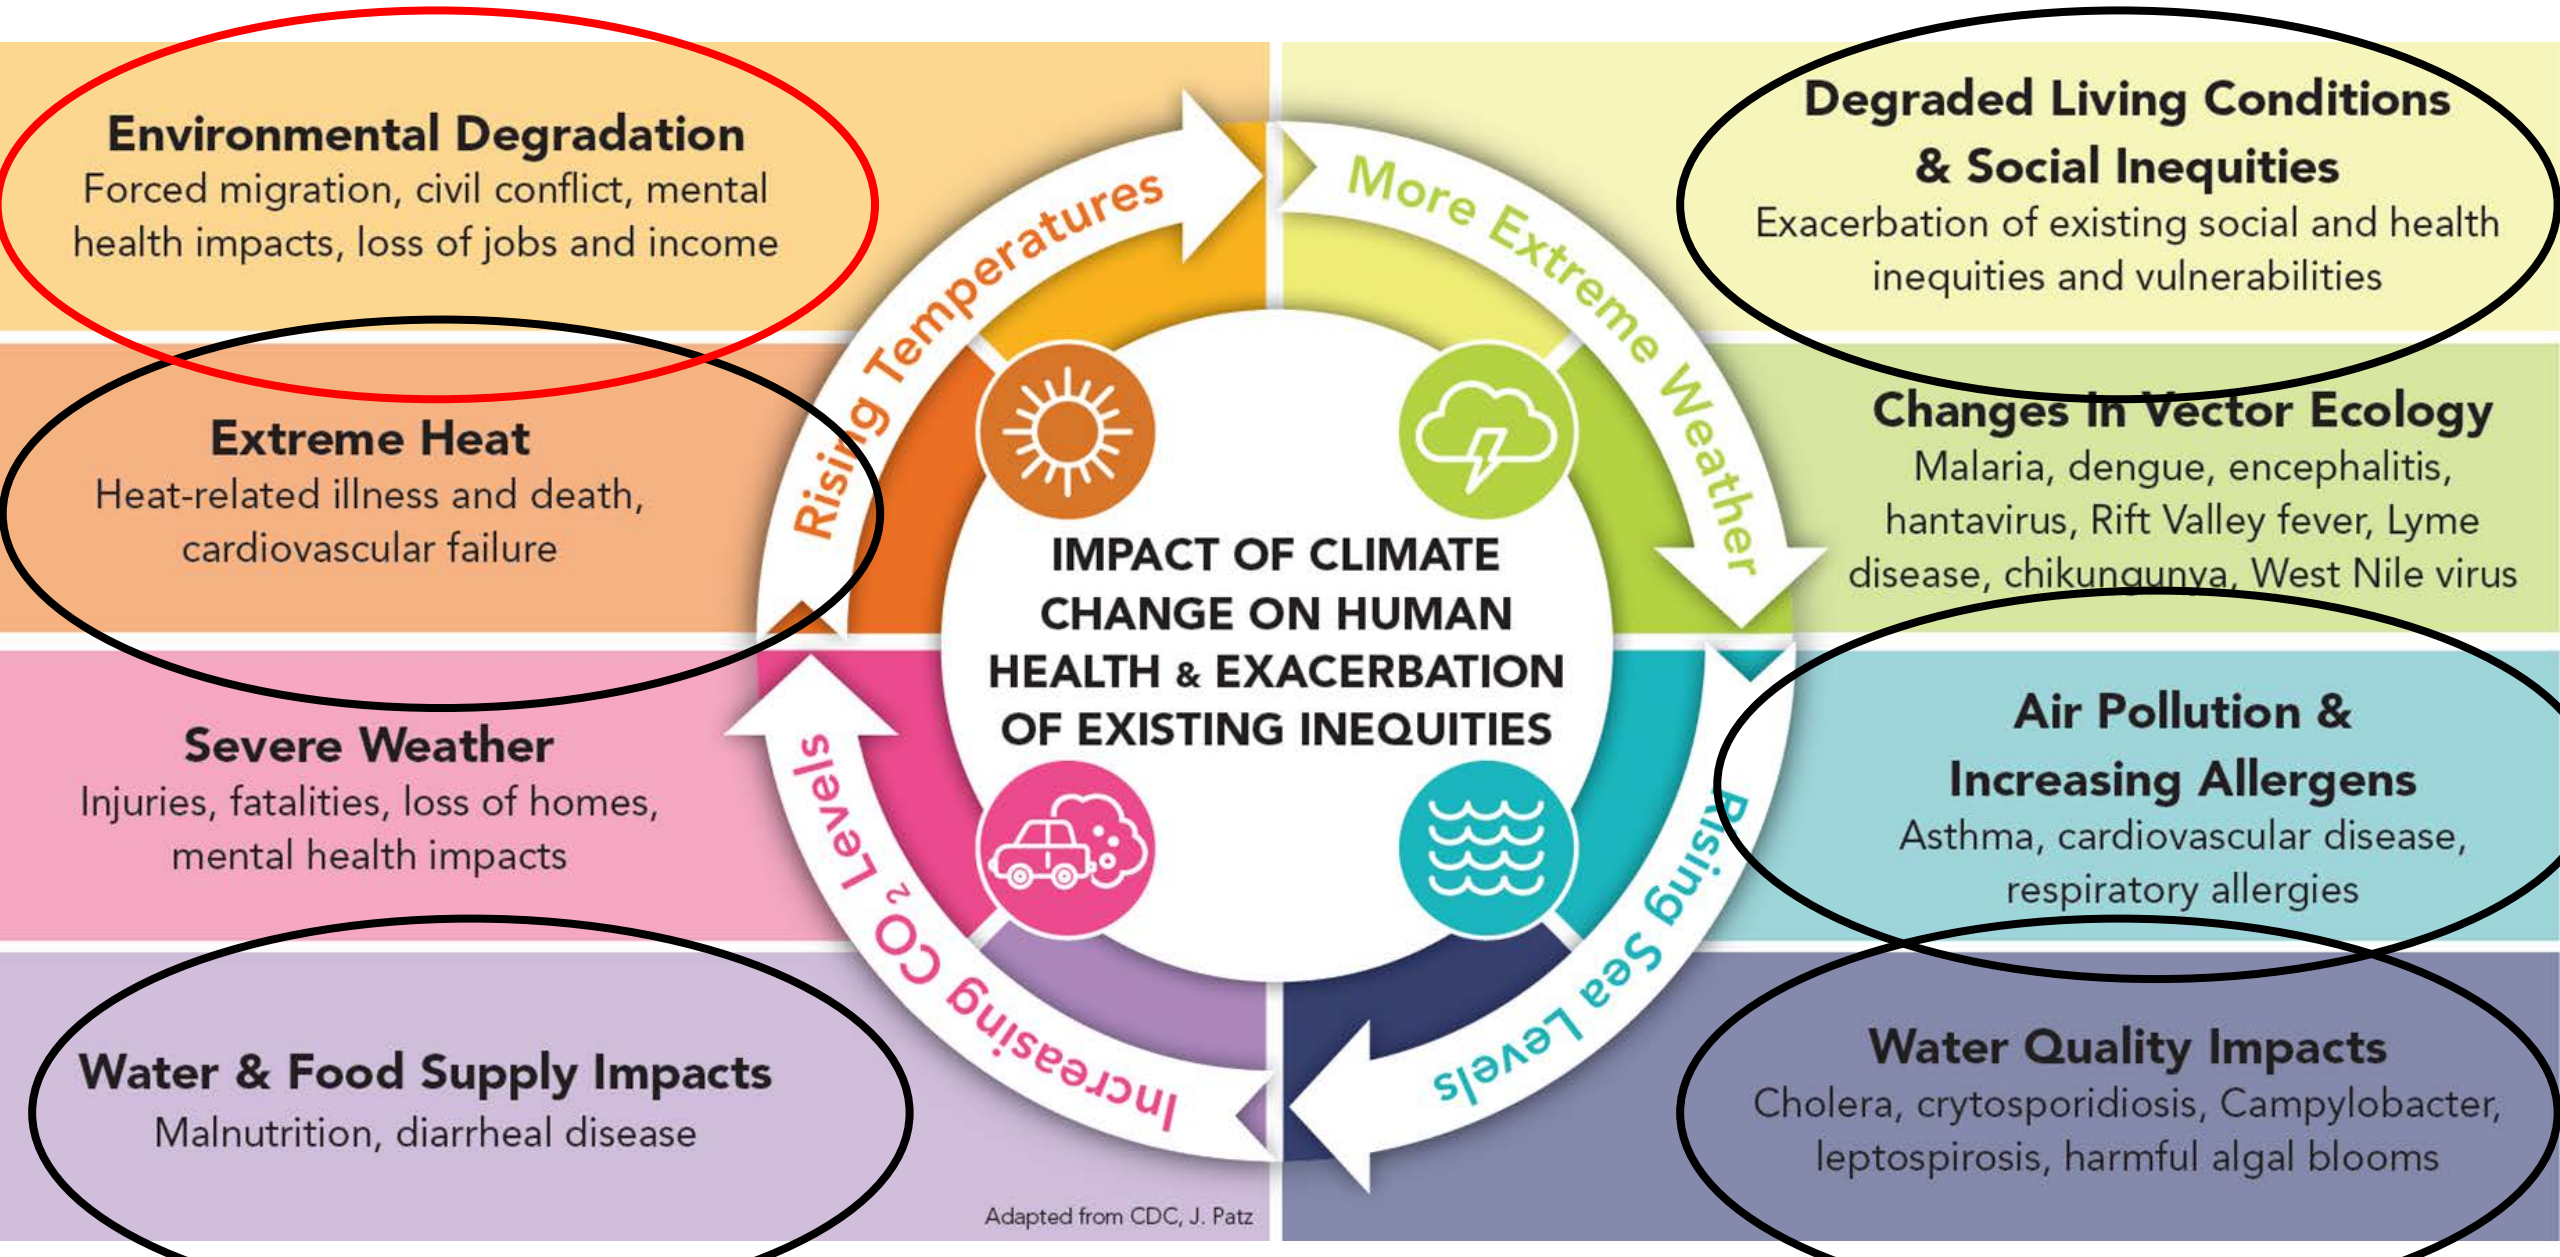 Environmental Degradation
Forced migration, civil conflict, mental
health impacts, loss of jobs and income
Extreme Heat
Heat-related illness and death,
cardiovascular failure
Severe Weather
Injuries, fatalities, loss of homes,
mental health impacts
Water & Food Supply Impacts
Malnutrition, diarrheal disease
Adapted from CDC, J. Patz
Rising Temperatures
More Extreme Weather
Rising Sea Levels
Increasing CO₂ Levels
IMPACT OF CLIMATE
CHANGE ON HUMAN
HEALTH & EXACERBATION
OF EXISTING INEQUITIES
Degraded Living Conditions
& Social Inequities
Exacerbation of existing social and health
inequities and vulnerabilities
Changes in Vector Ecology
Malaria, dengue, encephalitis,
hantavirus, Rift Valley fever, Lyme
disease, chikungunya, West Nile virus
Air Pollution &
Increasing Allergens
Asthma, cardiovascular disease,
respiratory allergies
Water Quality Impacts
Cholera, crytosporidiosis, Campylobacter,
leptospirosis, harmful algal blooms